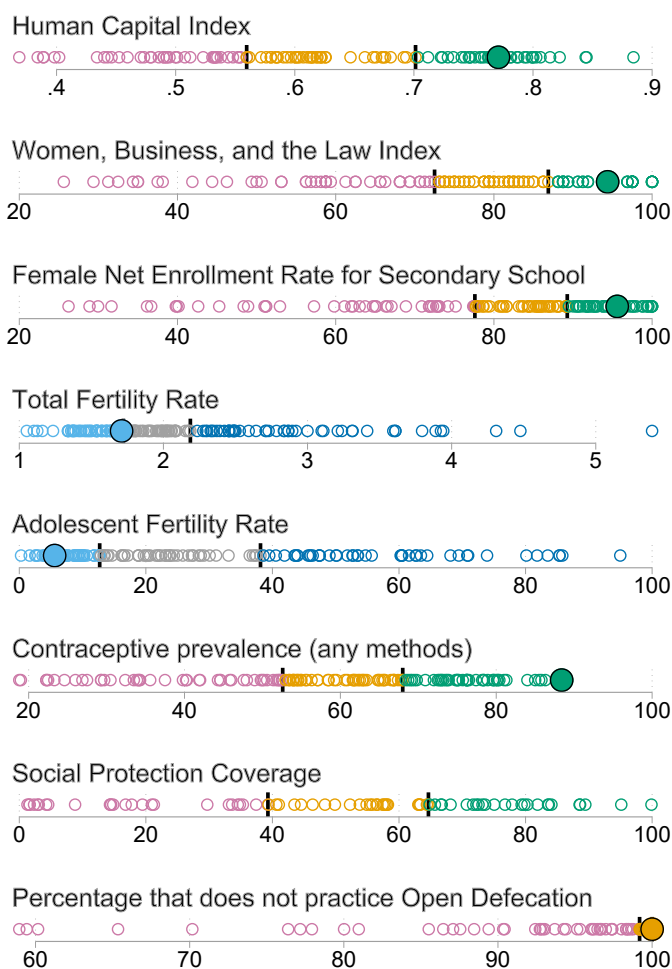 Human Capital Index
.4 .5 .6 .7 .8 .9
Women, Business, and the Law Index
20 40 60 80 100
Female Net Enrollment Rate for Secondary School
20 40 60 80 100
Total Fertility Rate
1 2 3 4 5
Adolescent Fertility Rate
0 20 40 60 80 100
Contraceptive prevalence (any methods)
20 40 60 80 100
Social Protection Coverage
0 20 40 60 80 100
Percentage that does not practice Open Defecation
60 70 80 90 100